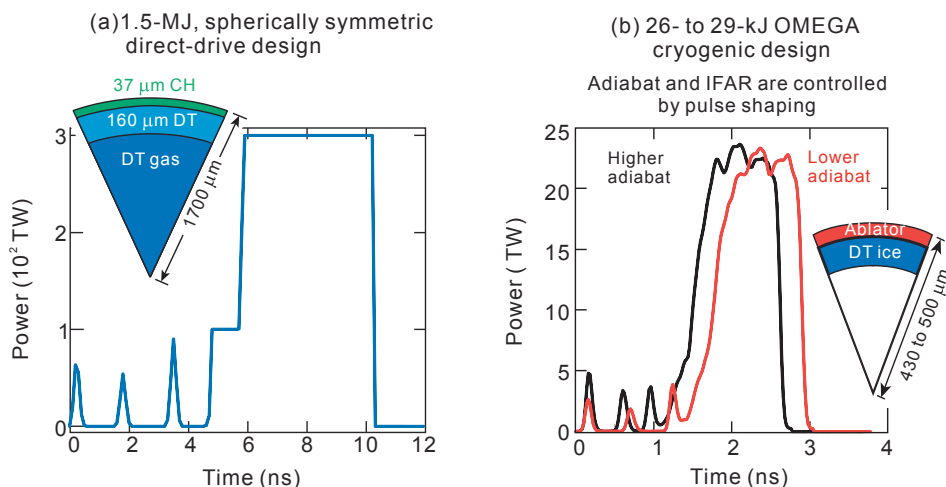 (a) 1.5-MJ, spherically symmetric
direct-drive design
37 μm CH
160 μm DT
DT gas
1700 μm
3
2
1
0
Power (10² TW)
0 2 4 6 8 10 12
Time (ns)
(b) 26- to 29-kJ OMEGA
cryogenic design
Adiabat and IFAR are controlled
by pulse shaping
25
20
15
10
5
0
Power ( TW)
Higher
adiabat
Lower
adiabat
Ablator
DT ice
430 to 500 μm
0 1 2 3 4
Time (ns)